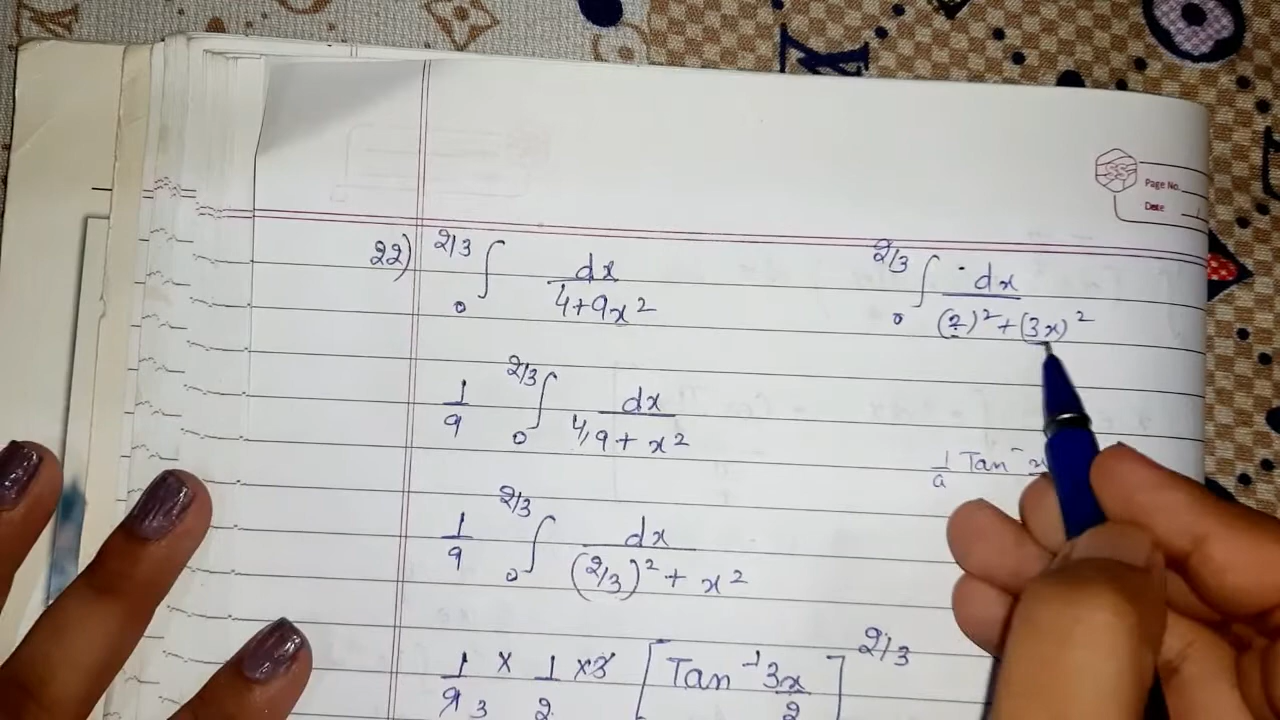 Page No.
Date
22) 2/3 ∫ 0 dx / 4+9x²
2/3 ∫ 0 dx / (2)²+(3x)²
1/9 2/3 ∫ 0 dx / 4/9 + x²
1/a Tan⁻ x
1/9 2/3 ∫ 0 dx / (2/3)² + x²
1/9 3 × 1/2 ×3 [Tan⁻¹ 3x/2] 2/3